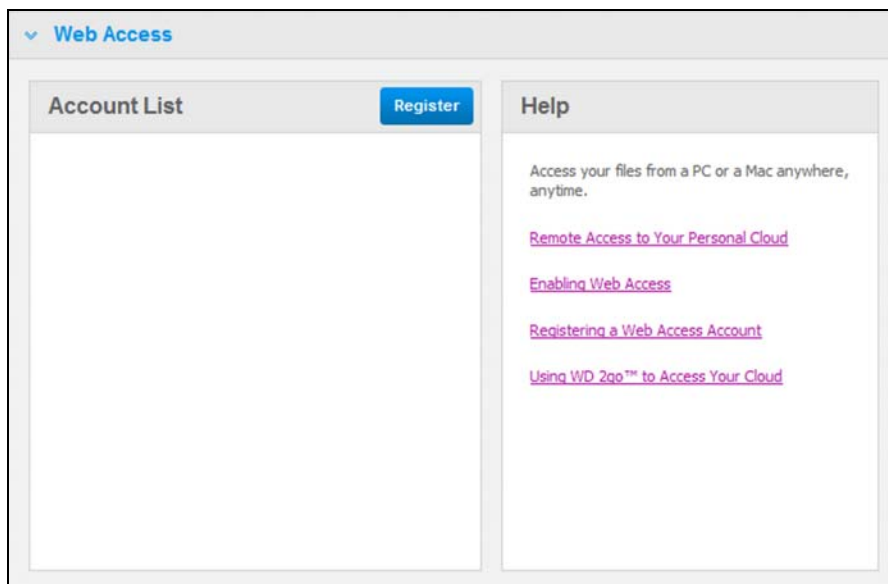 Web Access
Account List
Register
Help
Access your files from a PC or a Mac anywhere,
anytime.
Remote Access to Your Personal Cloud
Enabling Web Access
Registering a Web Access Account
Using WD 2go™ to Access Your Cloud